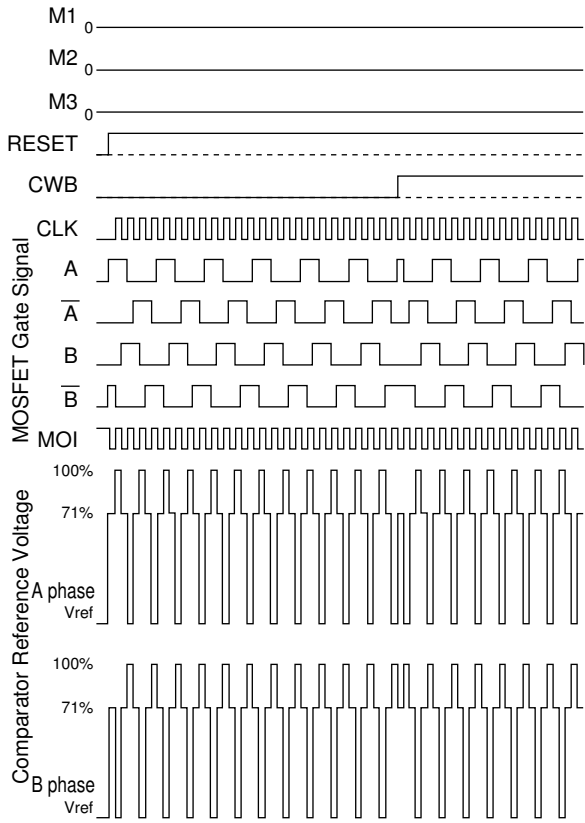 M1 0
M2 0
M3 0
RESET
CWB
CLK
MOSFET Gate Signal
A
A̅
B
B̅
MOI
Comparator Reference Voltage
100%
71%
A phase
Vref
100%
71%
B phase
Vref